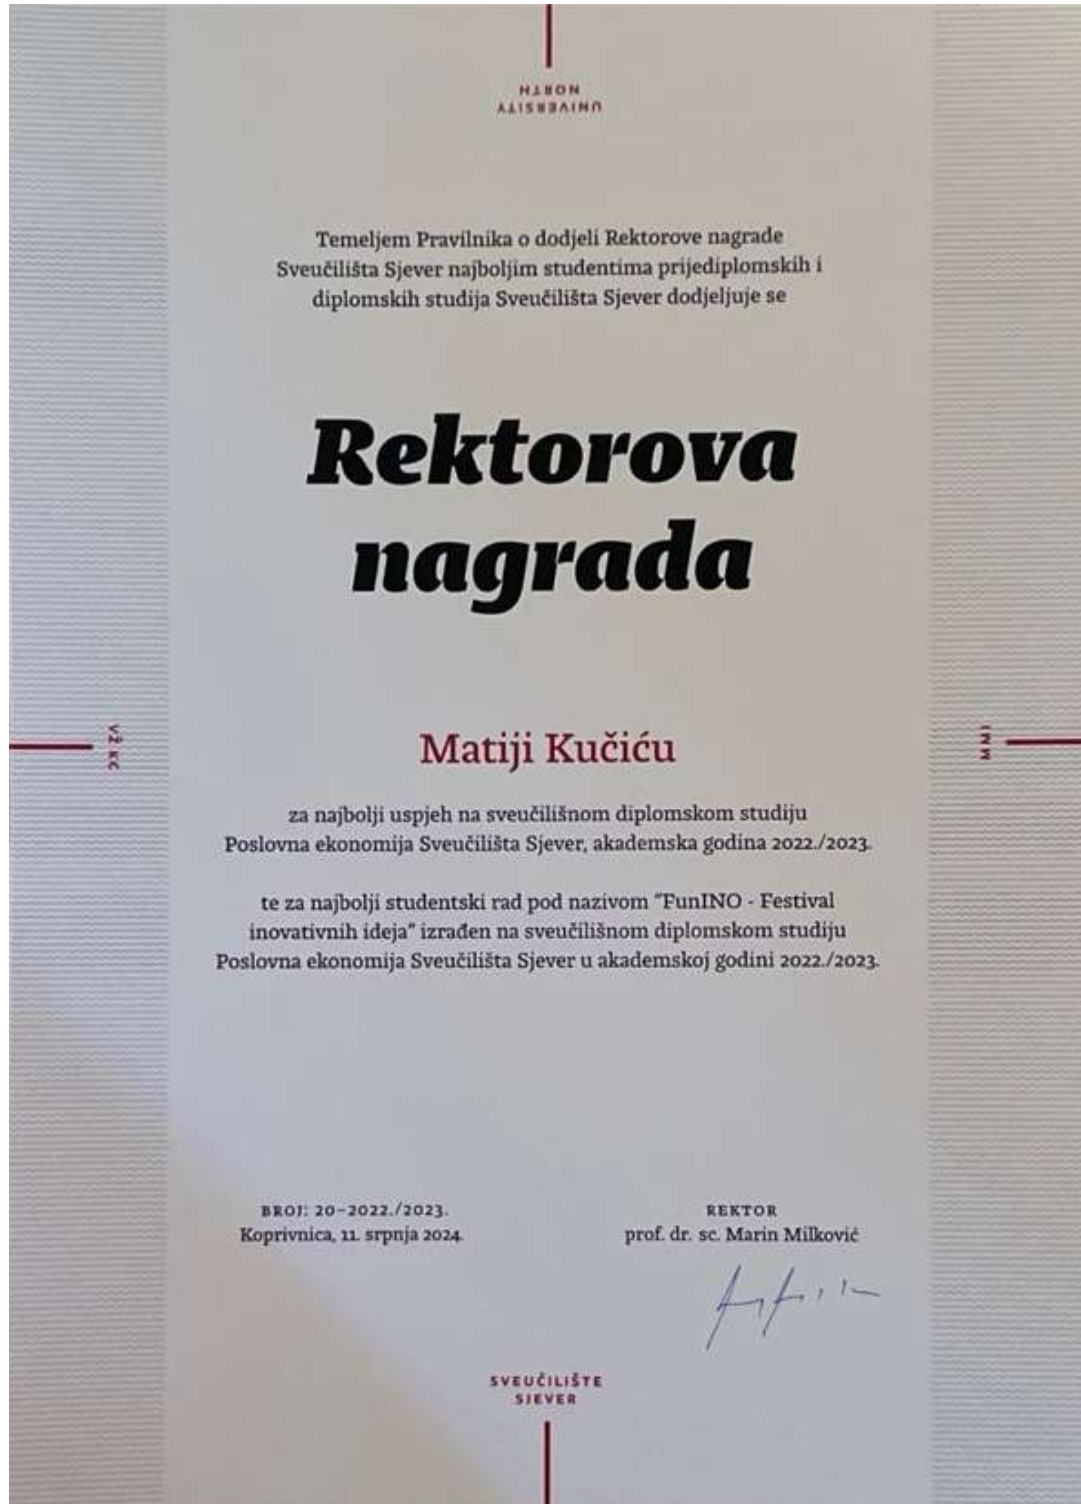 UNIVERSITY
NORTH
Temeljem Pravilnika o dodjeli Rektorove nagrade
Sveučilišta Sjever najboljim studentima prijediplomskih i
diplomskih studija Sveučilišta Sjever dodjeljuje se
Rektorova
nagrada
VŽ KC
Matiji Kučiću
za najbolji uspjeh na sveučilišnom diplomskom studiju
Poslovna ekonomija Sveučilišta Sjever, akademska godina 2022./2023.
te za najbolji studentski rad pod nazivom "FunINO - Festival
inovativnih ideja" izrađen na sveučilišnom diplomskom studiju
Poslovna ekonomija Sveučilišta Sjever u akademskoj godini 2022./2023.
BROJ: 20-2022./2023.
Koprivnica, 11. srpnja 2024.
REKTOR
prof. dr. sc. Marin Milković
SVEUČILIŠTE
SJEVER